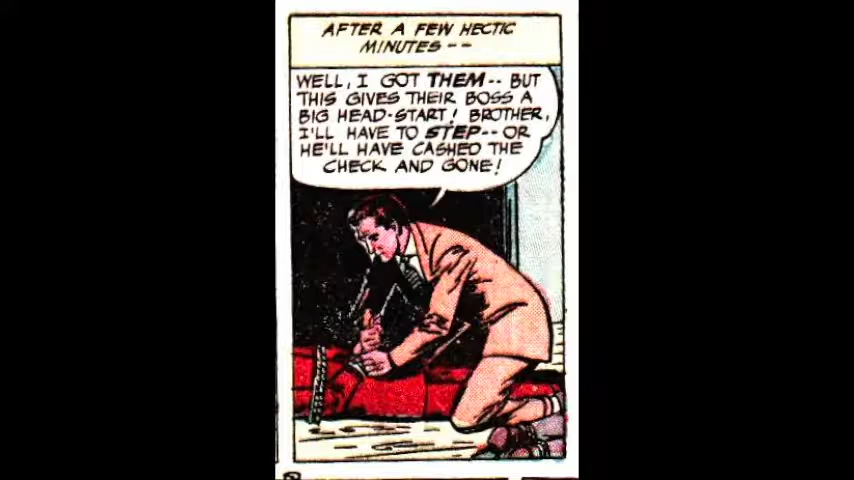 AFTER A FEW HECTIC
MINUTES--
WELL, I GOT THEM-- BUT
THIS GIVES THEIR BOSS A
BIG HEAD-START! BROTHER,
I'LL HAVE TO STEP-- OR
HE'LL HAVE CASHED THE
CHECK AND GONE!